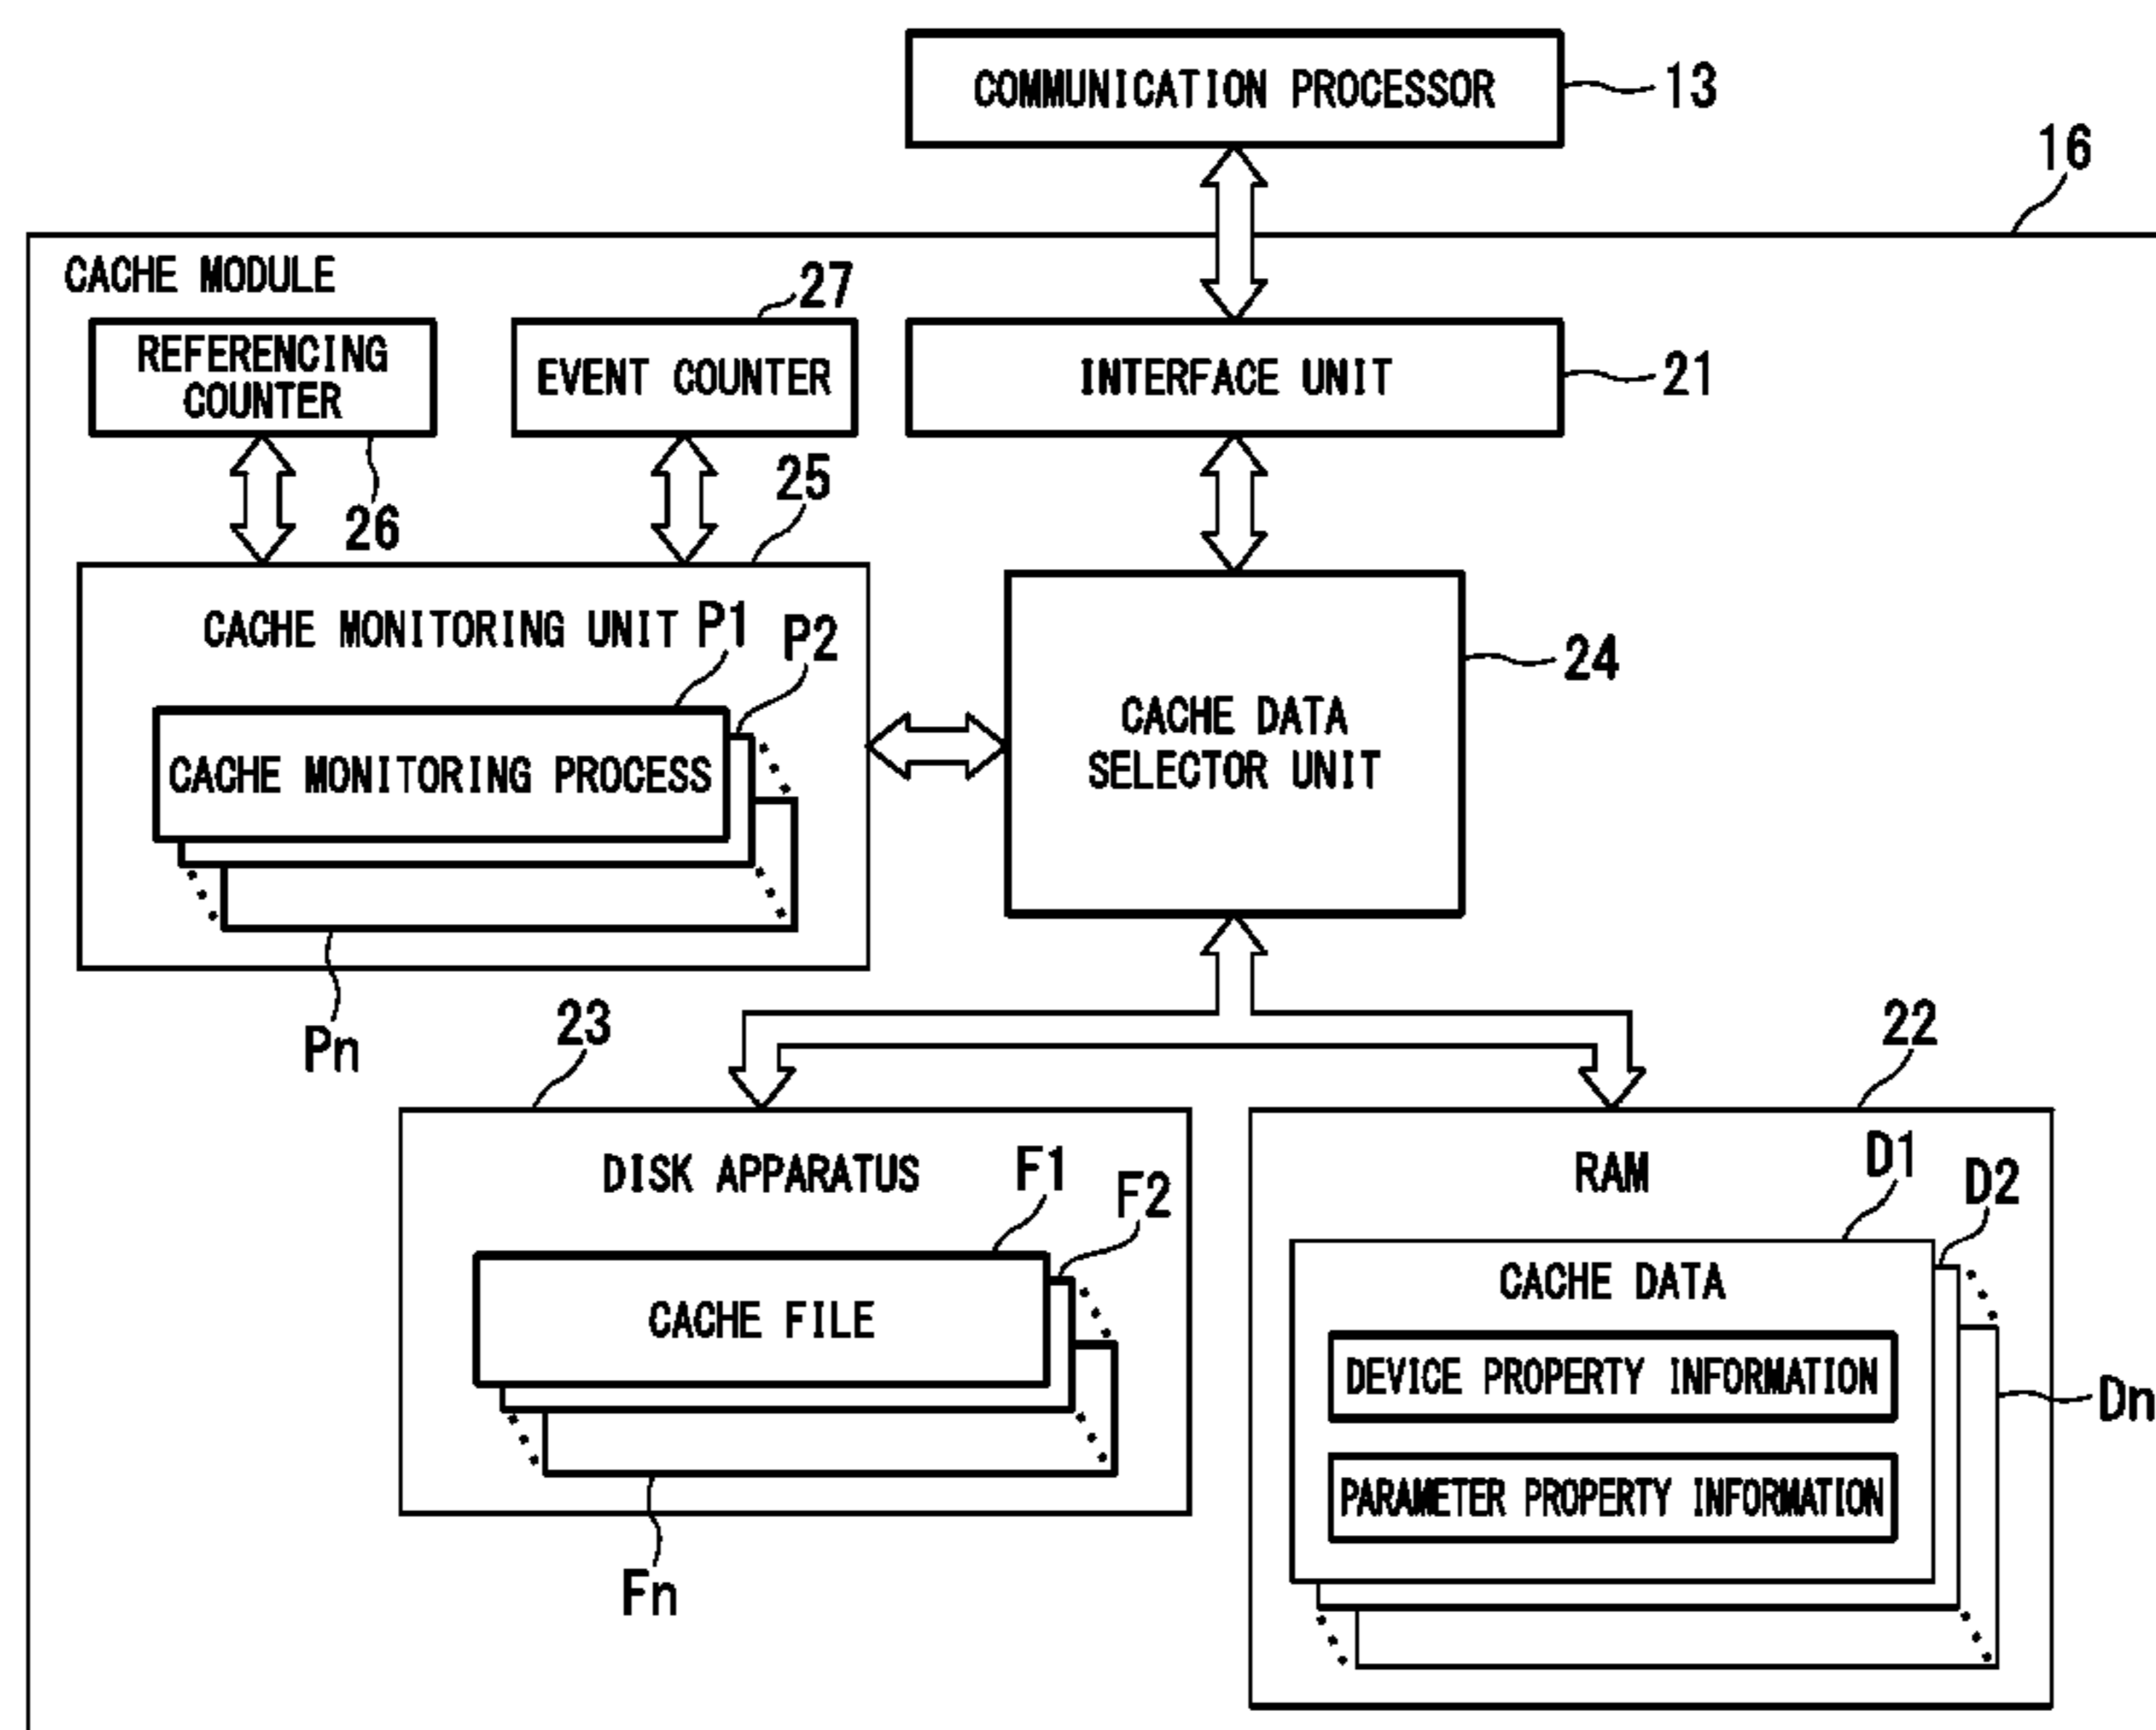 COMMUNICATION PROCESSOR
13
16
CACHE MODULE
27
REFERENCING
COUNTER
EVENT COUNTER
INTERFACE UNIT
21
26
25
CACHE MONITORING UNIT
P1
P2
24
CACHE DATA
SELECTOR UNIT
CACHE MONITORING PROCESS
Pn
23
22
DISK APPARATUS
F1
F2
RAM
D1
D2
CACHE FILE
CACHE DATA
DEVICE PROPERTY INFORMATION
Dn
PARAMETER PROPERTY INFORMATION
Fn